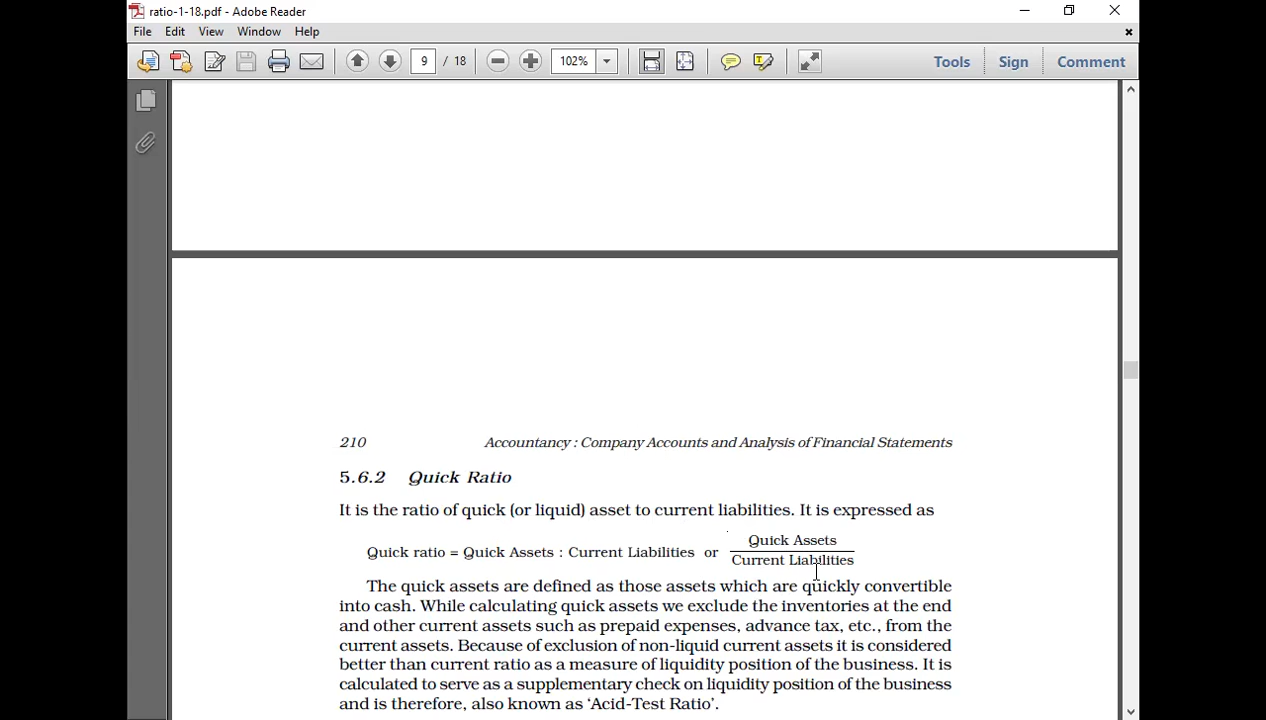 ratio-1-18.pdf - Adobe Reader
File Edit View Window Help
9 / 18 102% Tools Sign Comment
210 Accountancy : Company Accounts and Analysis of Financial Statements
5.6.2 Quick Ratio
It is the ratio of quick (or liquid) asset to current liabilities. It is expressed as
Quick ratio = Quick Assets : Current Liabilities or Quick Assets
Current Liabilities
The quick assets are defined as those assets which are quickly convertible
into cash. While calculating quick assets we exclude the inventories at the end
and other current assets such as prepaid expenses, advance tax, etc., from the
current assets. Because of exclusion of non-liquid current assets it is considered
better than current ratio as a measure of liquidity position of the business. It is
calculated to serve as a supplementary check on liquidity position of the business
and is therefore, also known as ‘Acid-Test Ratio’.